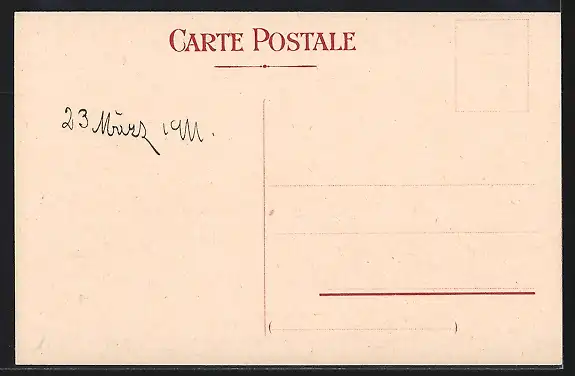 CARTE POSTALE
23 März 1911.